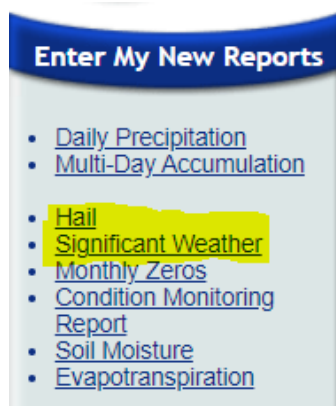 Enter My New Reports
Daily Precipitation
Multi-Day Accumulation
Hail
Significant Weather
Monthly Zeros
Condition Monitoring
Report
Soil Moisture
Evapotranspiration